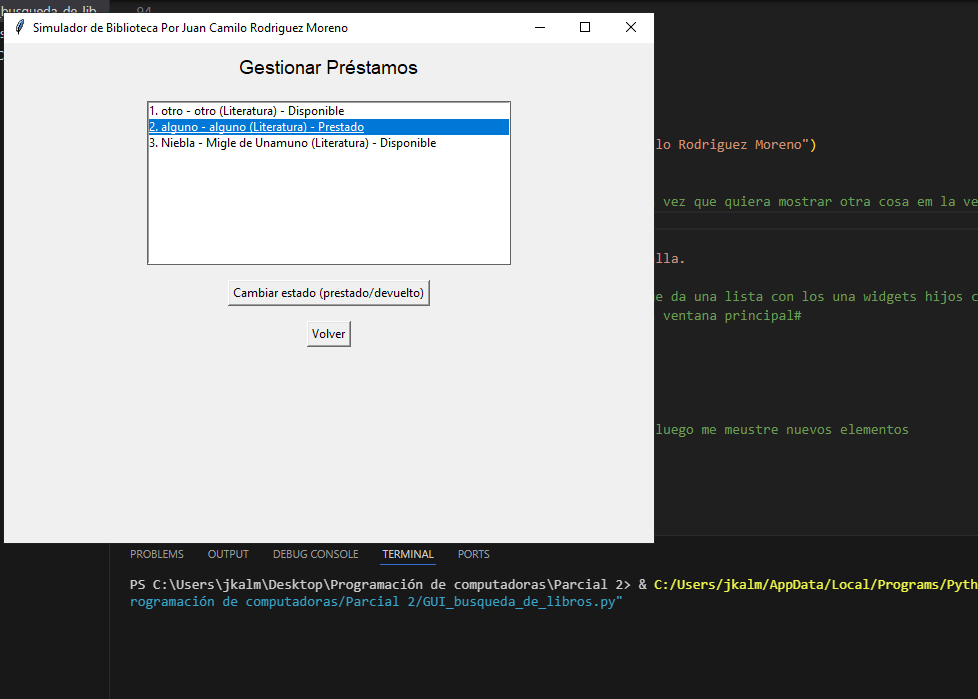 busqueda_de_lib
94
Simulador de Biblioteca Por Juan Camilo Rodriguez Moreno
Gestionar Préstamos
1. otro - otro (Literatura) - Disponible
2. alguno - alguno (Literatura) - Prestado
3. Niebla - Migle de Unamuno (Literatura) - Disponible
Cambiar estado (prestado/devuelto)
Volver
lo Rodriguez Moreno")
vez que quiera mostrar otra cosa em la ve
lla.
e da una lista con los una widgets hijos c
ventana principal#
luego me meustre nuevos elementos
PROBLEMS OUTPUT DEBUG CONSOLE TERMINAL PORTS
PS C:\Users\jkalm\Desktop\Programación de computadoras\Parcial 2> & C:/Users/jkalm/AppData/Local/Programs/Pyth
rogramación de computadoras/Parcial 2/GUI_busqueda_de_libros.py"